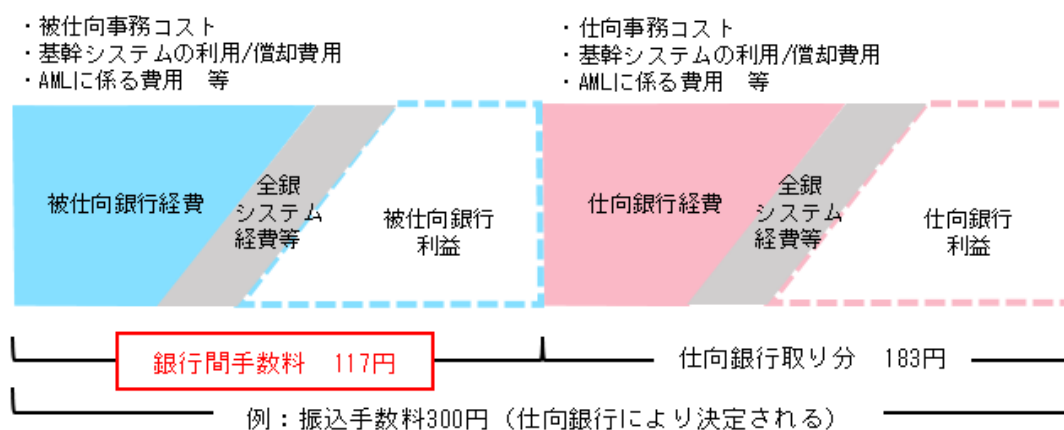 ・被仕向事務コスト
・基幹システムの利用/償却費用
・AMLに係る費用　等
・仕向事務コスト
・基幹システムの利用/償却費用
・AMLに係る費用　等
被仕向銀行経費
全銀
システム
経費等
被仕向銀行
利益
仕向銀行経費
全銀
システム
経費等
仕向銀行
利益
銀行間手数料　117円
仕向銀行取り分　183円
例：振込手数料300円（仕向銀行により決定される）